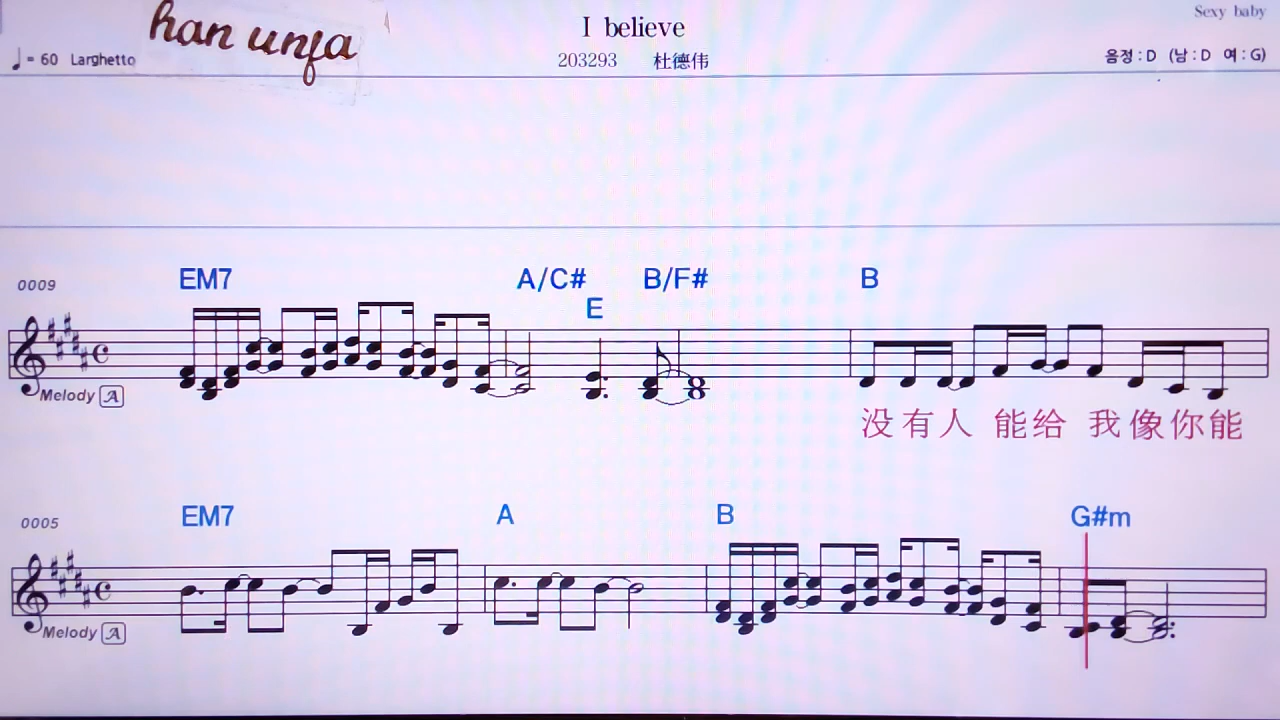 Sexy baby
han unfa
I believe
♩= 60 Larghetto
203293 杜德伟
음정 : D (남 : D 여 : G)
EM7 A/C# B/F# B
0009
E
Melody A
没有人 能给 我像你能
EM7 A B G#m
0005
Melody A